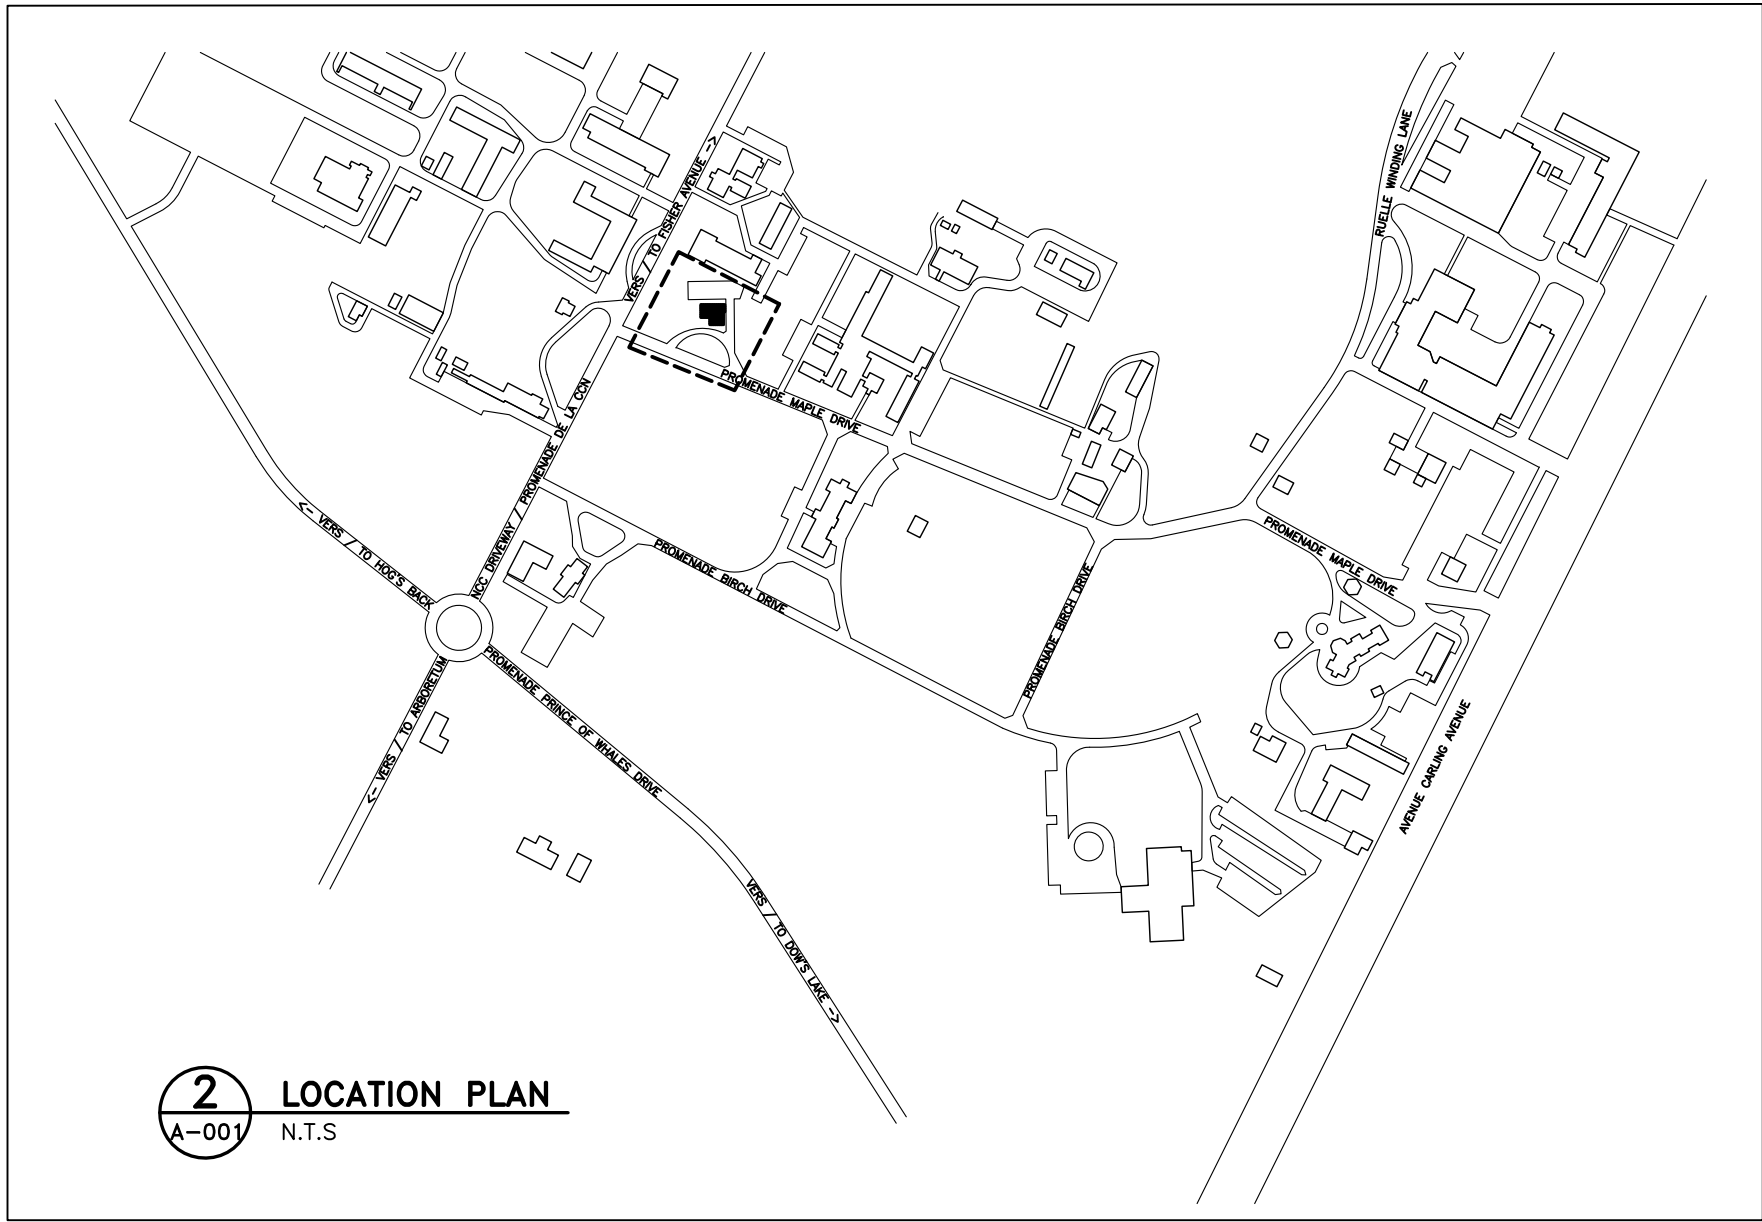 VERS / TO FISHER AVENUE ->
RUELLE WINDING LANE
PROMENADE MAPLE DRIVE
NCC DRIVEWAY / PROMENADE DE LA CCN
<- VERS / TO HOG'S BACK
PROMENADE BIRCH DRIVE
PROMENADE BIRCH DRIVE
PROMENADE MAPLE DRIVE
<- VERS / TO ARBORETUM
PROMENADE PRINCE OF WHALES DRIVE
AVENUE CARLING AVENUE
VERS / TO DOW'S LAKE ->
2
A-001
LOCATION PLAN
N.T.S